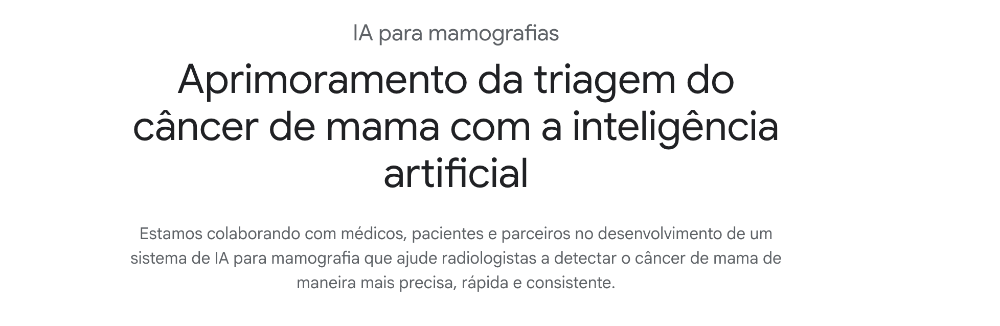 IA para mamografias
Aprimoramento da triagem do
câncer de mama com a inteligência
artificial
Estamos colaborando com médicos, pacientes e parceiros no desenvolvimento de um
sistema de IA para mamografia que ajude radiologistas a detectar o câncer de mama de
maneira mais precisa, rápida e consistente.